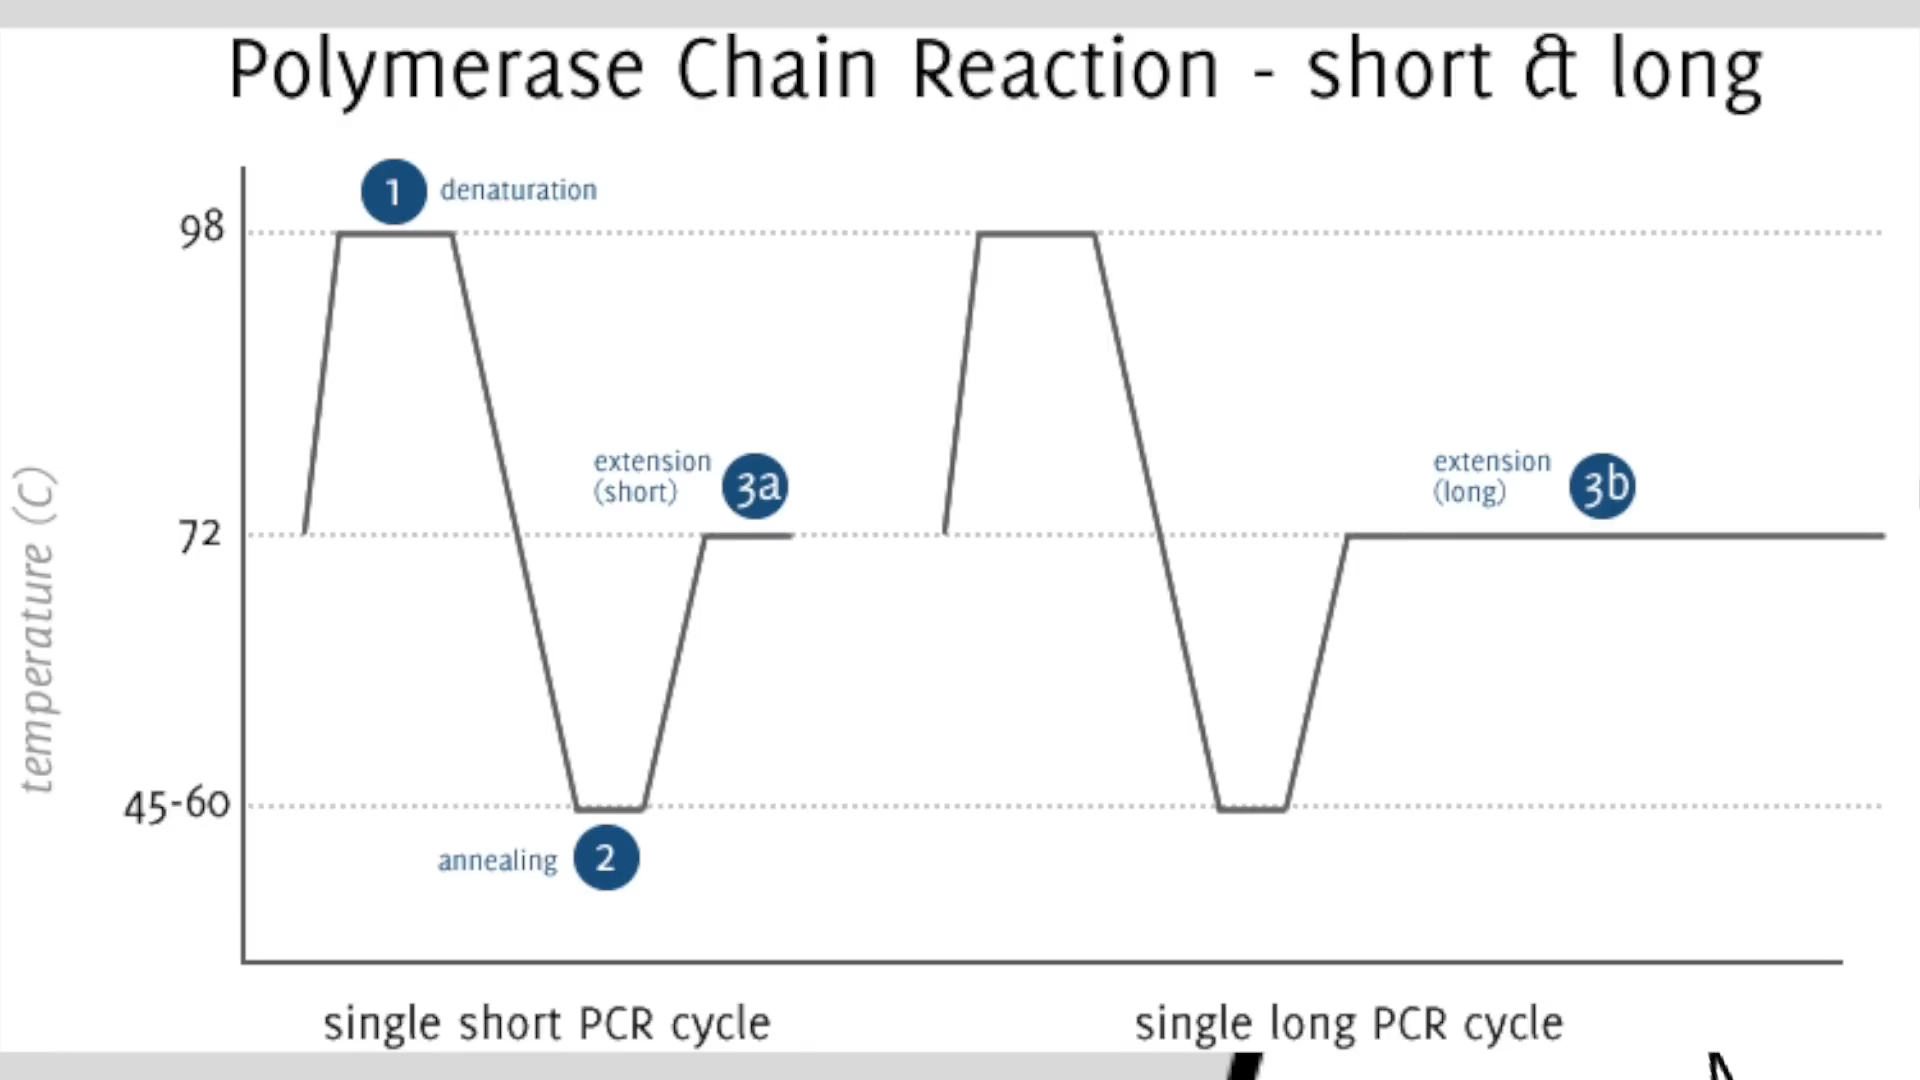 Polymerase Chain Reaction - short & long
1 denaturation
98
extension
(short)
3a
extension
(long)
3b
72
temperature (C)
45-60
annealing 2
single short PCR cycle
single long PCR cycle